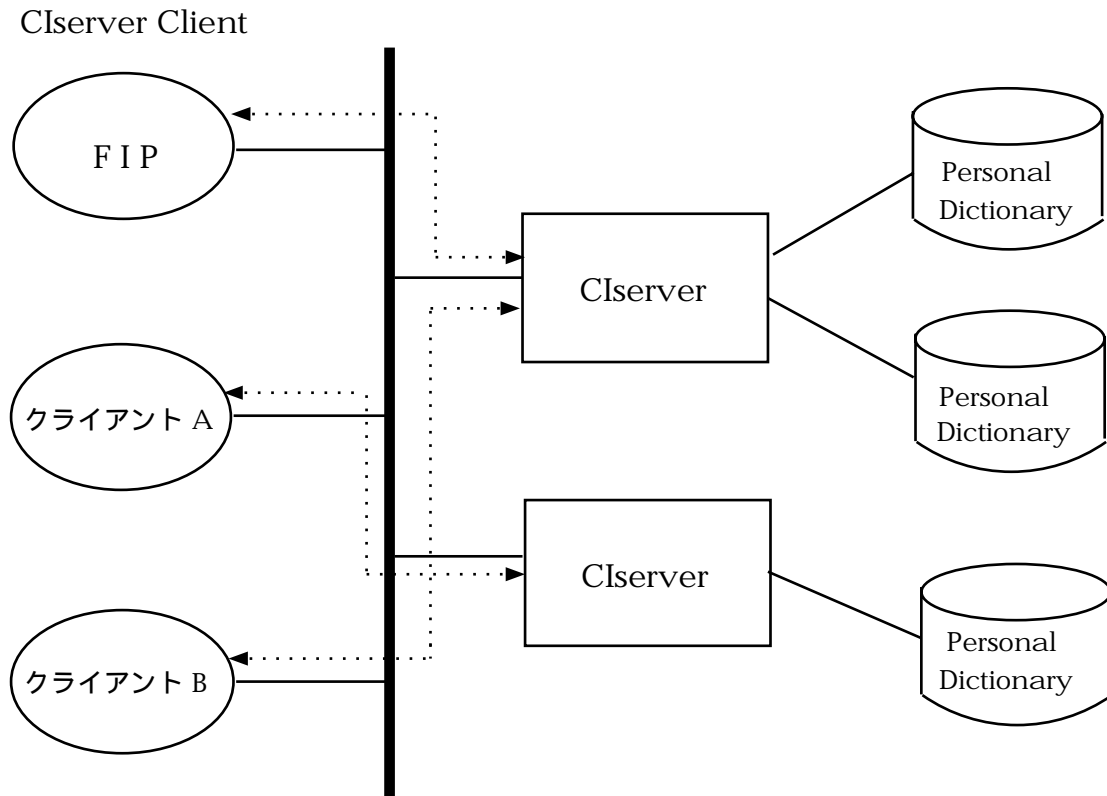 CIserver Client
F I P
Personal
Dictionary
CIserver
クライアント A
Personal
Dictionary
CIserver
クライアント B
Personal
Dictionary